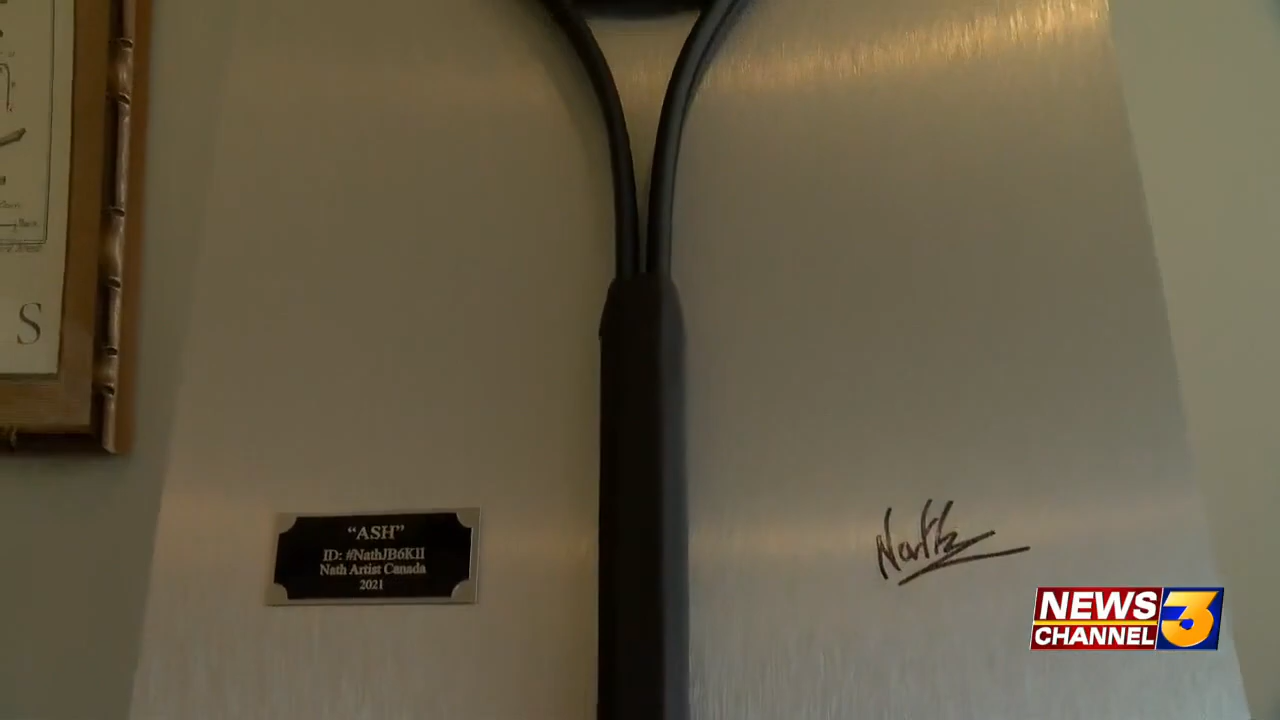 S
“ASH”
ID: #NathJB6KII
Nath Artist Canada
2021
Nath
NEWS
CHANNEL 3